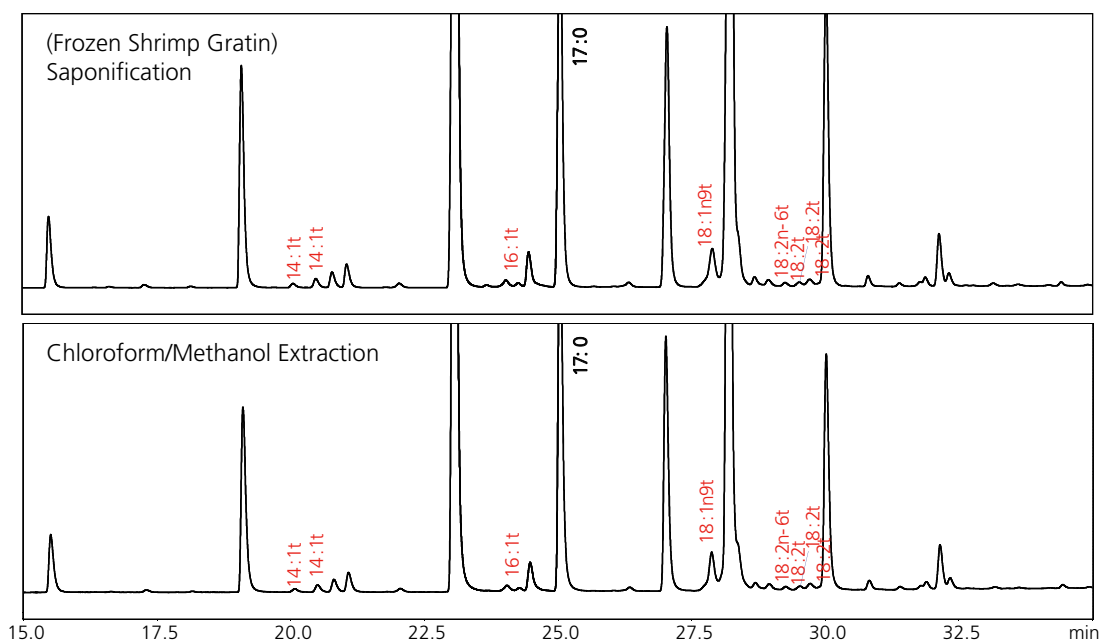 (Frozen Shrimp Gratin)
Saponification
17:0
14:1t
14:1t
16:1t
18:1n9t
18:2n-6t
18:2t
18:2t
18:2t
Chloroform/Methanol Extraction
17:0
14:1t
14:1t
16:1t
18:1n9t
18:2n-6t
18:2t
18:2t
18:2t
15.0 17.5 20.0 22.5 25.0 27.5 30.0 32.5 min